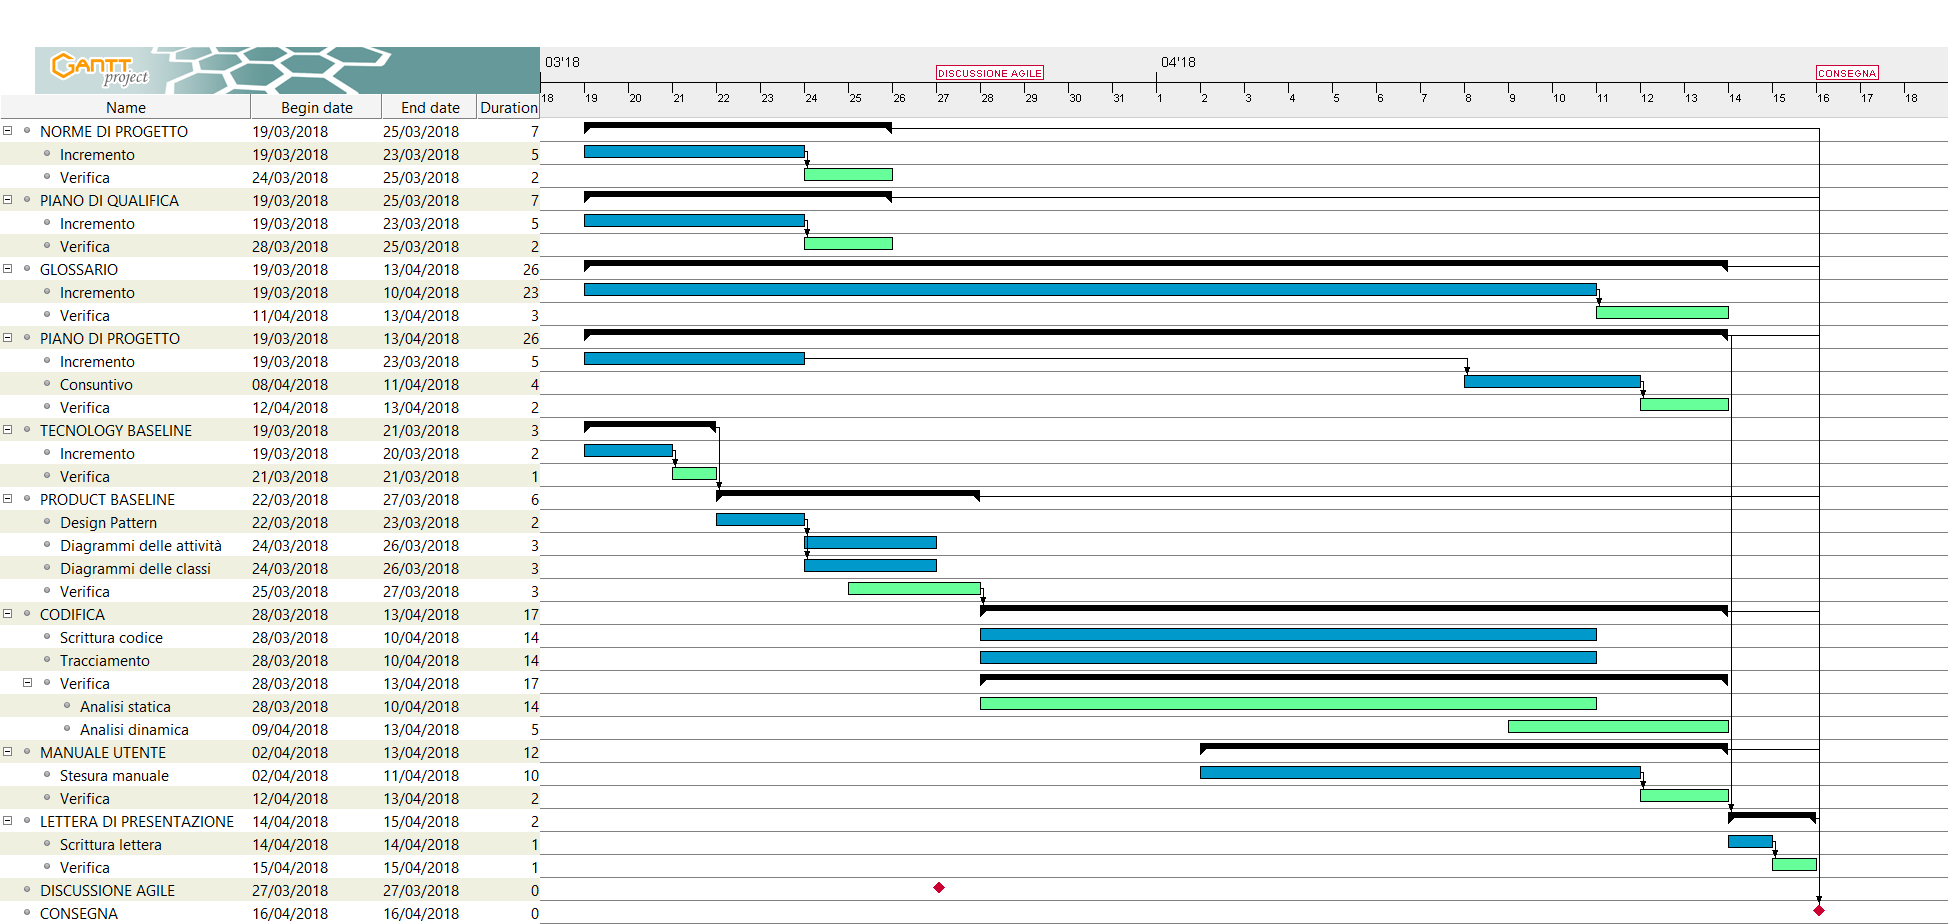 GANTT
project
03'18 04'18
DISCUSSIONE AGILE CONSEGNA
18 19 20 21 22 23 24 25 26 27 28 29 30 31 1 2 3 4 5 6 7 8 9 10 11 12 13 14 15 16 17 18
Name Begin date End date Duration
NORME DI PROGETTO 19/03/2018 25/03/2018 7
Incremento 19/03/2018 23/03/2018 5
Verifica 24/03/2018 25/03/2018 2
PIANO DI QUALIFICA 19/03/2018 25/03/2018 7
Incremento 19/03/2018 23/03/2018 5
Verifica 28/03/2018 25/03/2018 2
GLOSSARIO 19/03/2018 13/04/2018 26
Incremento 19/03/2018 10/04/2018 23
Verifica 11/04/2018 13/04/2018 3
PIANO DI PROGETTO 19/03/2018 13/04/2018 26
Incremento 19/03/2018 23/03/2018 5
Consuntivo 08/04/2018 11/04/2018 4
Verifica 12/04/2018 13/04/2018 2
TECNOLOGY BASELINE 19/03/2018 21/03/2018 3
Incremento 19/03/2018 20/03/2018 2
Verifica 21/03/2018 21/03/2018 1
PRODUCT BASELINE 22/03/2018 27/03/2018 6
Design Pattern 22/03/2018 23/03/2018 2
Diagrammi delle attività 24/03/2018 26/03/2018 3
Diagrammi delle classi 24/03/2018 26/03/2018 3
Verifica 25/03/2018 27/03/2018 3
CODIFICA 28/03/2018 13/04/2018 17
Scrittura codice 28/03/2018 10/04/2018 14
Tracciamento 28/03/2018 10/04/2018 14
Verifica 28/03/2018 13/04/2018 17
Analisi statica 28/03/2018 10/04/2018 14
Analisi dinamica 09/04/2018 13/04/2018 5
MANUALE UTENTE 02/04/2018 13/04/2018 12
Stesura manuale 02/04/2018 11/04/2018 10
Verifica 12/04/2018 13/04/2018 2
LETTERA DI PRESENTAZIONE 14/04/2018 15/04/2018 2
Scrittura lettera 14/04/2018 14/04/2018 1
Verifica 15/04/2018 15/04/2018 1
DISCUSSIONE AGILE 27/03/2018 27/03/2018 0
CONSEGNA 16/04/2018 16/04/2018 0